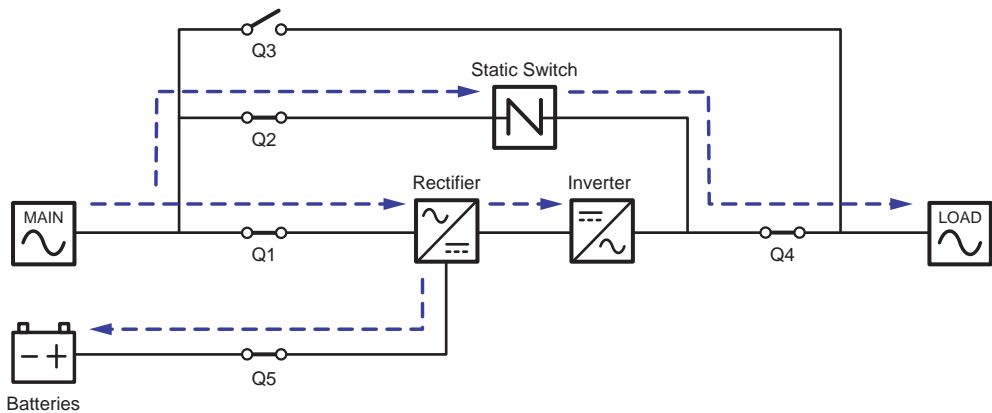 Q3
Static Switch
Q2
Rectifier
Inverter
MAIN
LOAD
Q1
Q4
Q5
Batteries